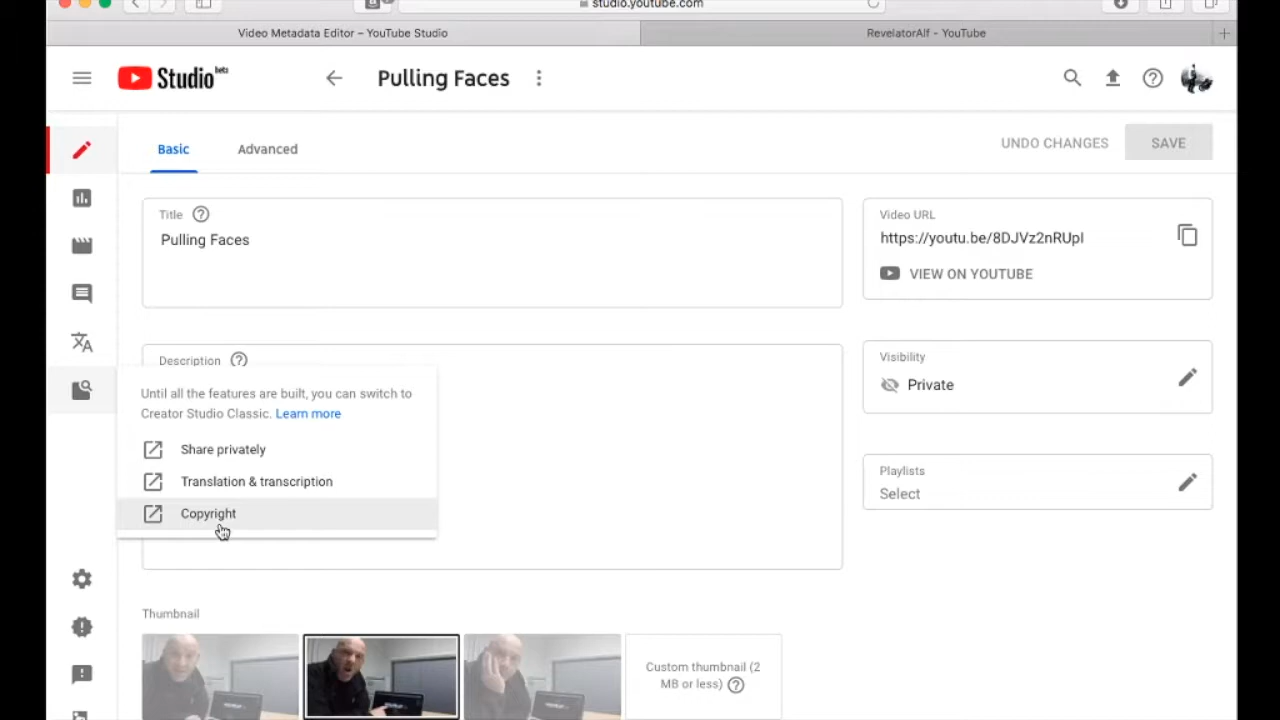 studio.youtube.com
Video Metadata Editor – YouTube Studio
RevelatorAlf - YouTube
Studio beta
Pulling Faces
Basic
Advanced
UNDO CHANGES
SAVE
Title
Pulling Faces
Video URL
https://youtu.be/8DJVz2nRUpI
VIEW ON YOUTUBE
Description
Visibility
Private
Until all the features are built, you can switch to
Creator Studio Classic. Learn more
Share privately
Translation & transcription
Copyright
Playlists
Select
Thumbnail
Custom thumbnail (2
MB or less)